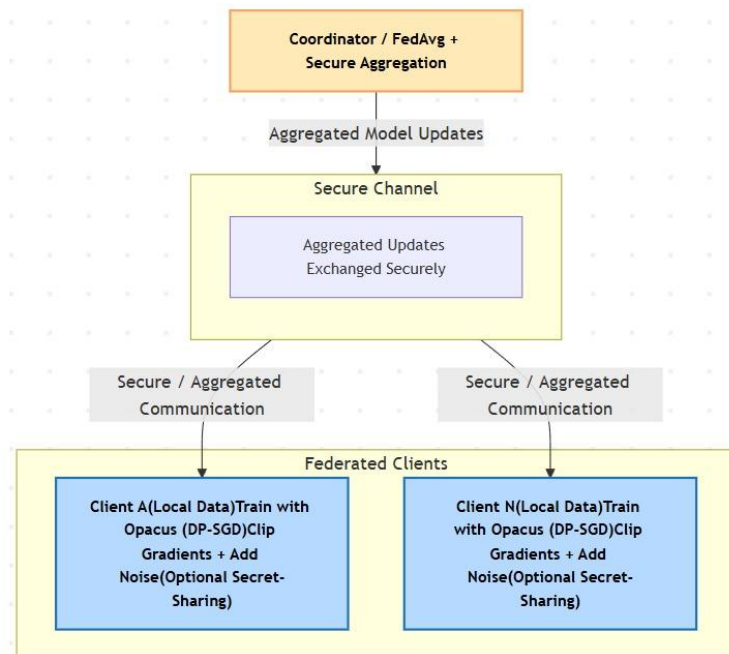 Coordinator / FedAvg +
Secure Aggregation
Aggregated Model Updates
Secure Channel
Aggregated Updates
Exchanged Securely
Secure / Aggregated
Communication
Secure / Aggregated
Communication
Federated Clients
Client A(Local Data)Train with
Opacus (DP-SGD)Clip
Gradients + Add
Noise(Optional Secret-
Sharing)
Client N(Local Data)Train
with Opacus (DP-SGD)Clip
Gradients + Add
Noise(Optional Secret-
Sharing)